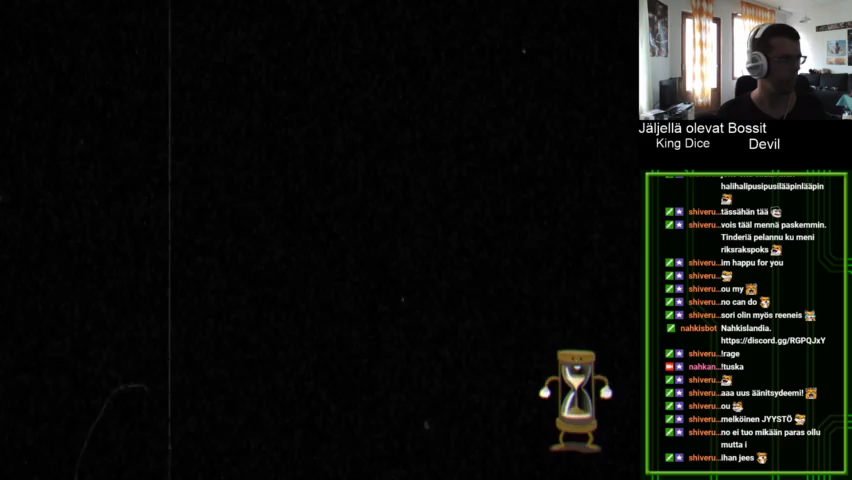 Jäljellä olevat Bossit
King Dice Devil
halihalipusipusilääpinlääpin
shiveru...tässähän tää
shiveru...vois tääl mennä paskemmin.
Tinderiä pelannu ku meni
riksrakspoks
shiveru...im happu for you
shiveru...
shiveru...ou my
shiveru...no can do
shiveru...sori olin myös reeneis
nahkisbot Nahkislandia.
https://discord.gg/RGPQJxY
shiveru...!rage
nahkan...!tuska
shiveru...
shiveru...aaa uus äänitsydeemi!
shiveru...ou
shiveru...melköinen JYYSTÖ
shiveru...no ei tuo mikään paras ollu
mutta i
shiveru...ihan jees